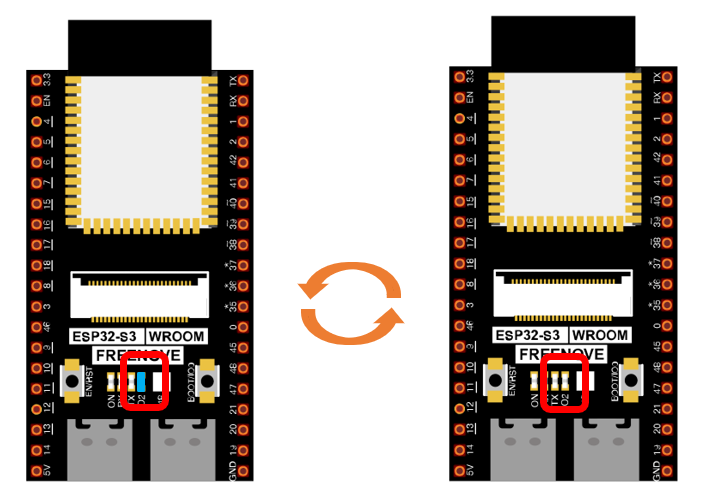 3.3 TX
EN RX
4 1
5 2
6 42
7 41
15 40
16 39
17 38
18 37 *
8 36 *
3 35 *
46 0
9 45
10 48
11 47
12 21
13 20
14 19
5V GND
ESP32-S3 WROOM
FREENOVE
EN/RST
ON
TX
IO2
BOOT/IO0
3.3 TX
EN RX
4 1
5 2
6 42
7 41
15 40
16 39
17 38
18 37 *
8 36 *
3 35 *
46 0
9 45
10 48
11 47
12 21
13 20
14 19
5V GND
ESP32-S3 WROOM
FREENOVE
EN/RST
ON
TX
IO2
BOOT/IO0